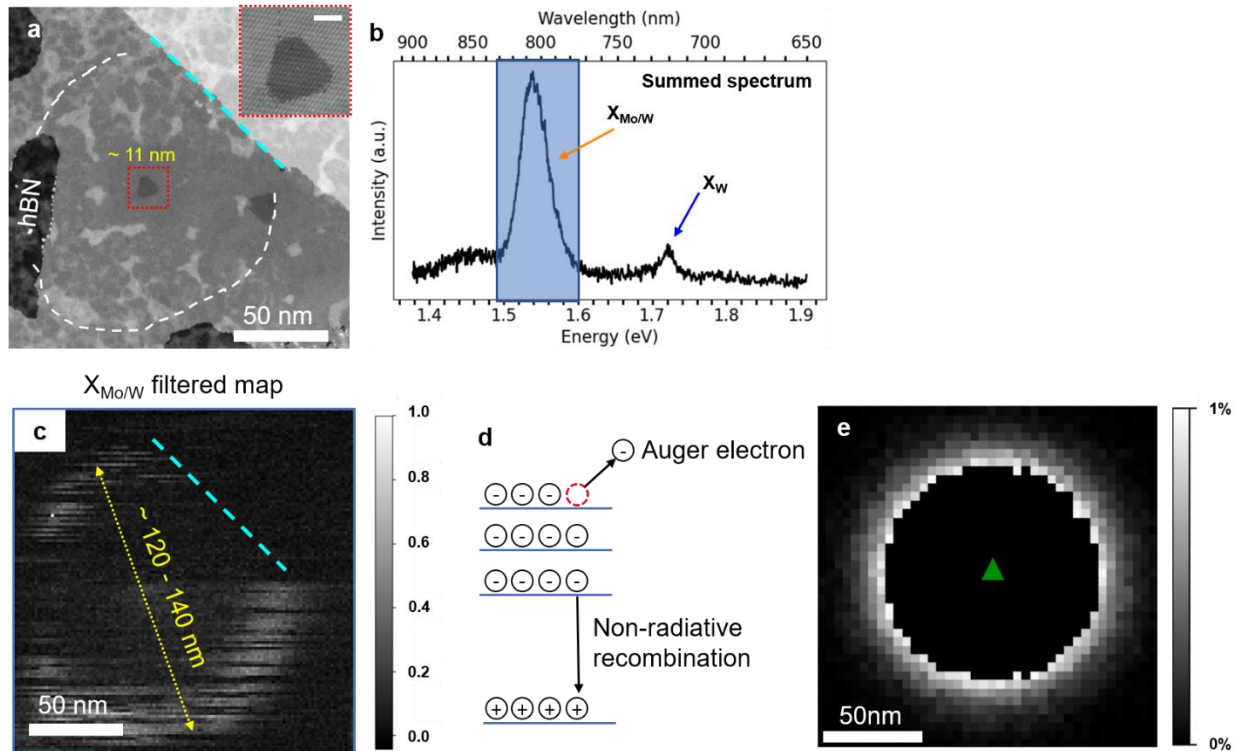 a
~ 11 nm
hBN
50 nm
b
Wavelength (nm)
900 850 800 750 700 650
Summed spectrum
X_Mo/W
X_W
Intensity (a.u.)
1.4 1.5 1.6 1.7 1.8 1.9
Energy (eV)
X_Mo/W filtered map
c
~ 120 - 140 nm
50 nm
1.0
0.8
0.6
0.4
0.2
0.0
d
- Auger electron
- - -
- - - -
- - - -
Non-radiative
recombination
+ + + +
e
50nm
1%
0%